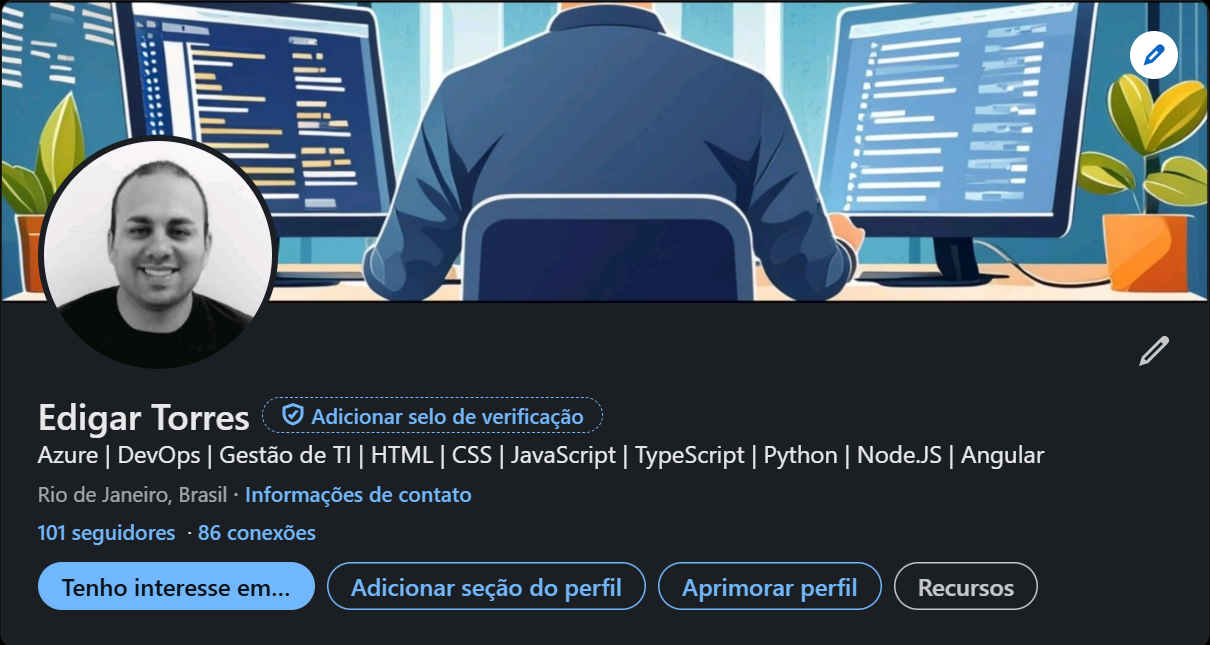 Edigar Torres Adicionar selo de verificação
Azure | DevOps | Gestão de TI | HTML | CSS | JavaScript | TypeScript | Python | Node.JS | Angular
Rio de Janeiro, Brasil · Informações de contato
101 seguidores · 86 conexões
Tenho interesse em... Adicionar seção do perfil Aprimorar perfil Recursos